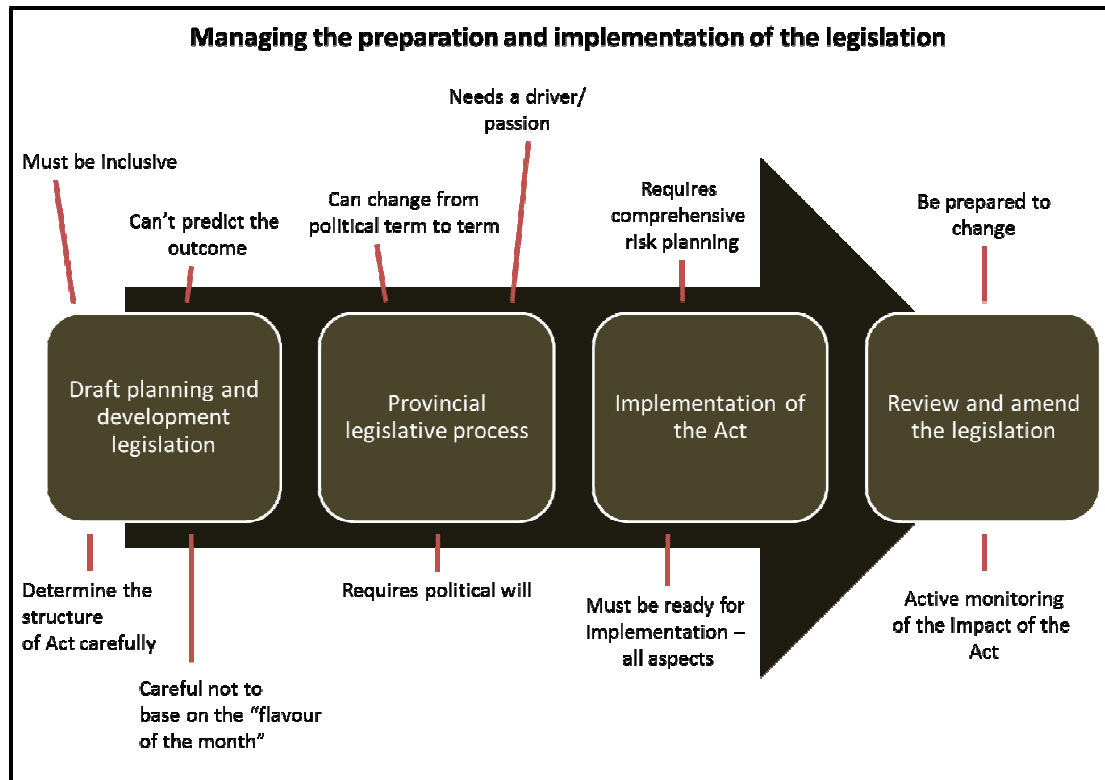 Managing the preparation and implementation of the legislation
Needs a driver/
passion
Must be inclusive
Can't predict the
outcome
Can change from
political term to term
Requires
comprehensive
risk planning
Be prepared to
change
Draft planning and
development
legislation
Provincial
legislative process
Implementation of
the Act
Review and amend
the legislation
Determine the
structure
of Act carefully
Careful not to
base on the “flavour
of the month”
Requires political will
Must be ready for
implementation –
all aspects
Active monitoring
of the impact of the
Act